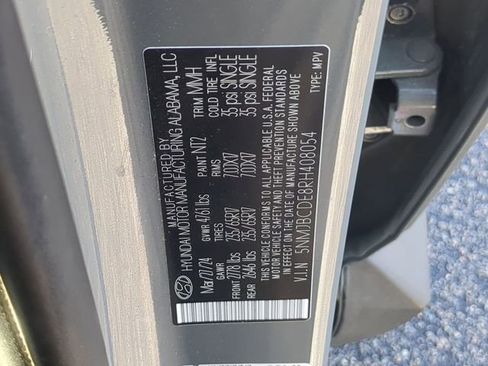 MANUFACTURED BY
HYUNDAI MOTOR MANUFACTURING ALABAMA, LLC
Mar/07/24 PAINT NT2 TRIM MMH
GVWR 4761 lbs
GAWR RIMS COLD TIRE INFL
FRONT 2778 lbs 235/65R17 7.0JX17 35 psi SINGLE
REAR 2646 lbs 235/65R17 7.0JX17 35 psi SINGLE
THIS VEHICLE CONFORMS TO ALL APPLICABLE U.S.A. FEDERAL
MOTOR VEHICLE SAFETY, BUMPER AND THEFT PREVENTION STANDARDS
IN EFFECT ON THE DATE OF MANUFACTURE SHOWN ABOVE
V.I.N 5NMJBCDE8RH408054 TYPE: MPV